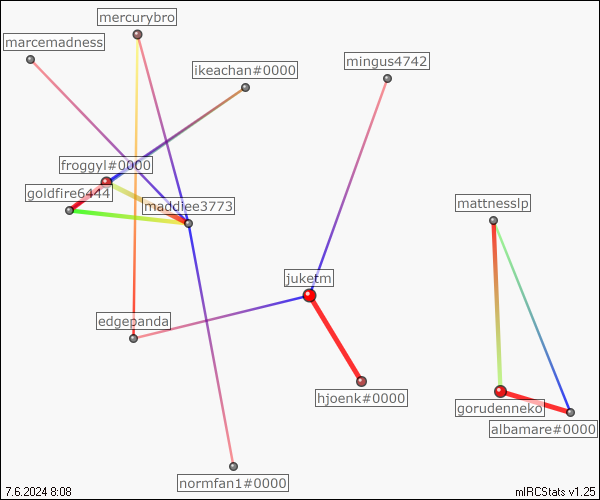 mercurybro
marcemadness
mingus4742
ikeachan#0000
froggyl#0000
goldfire6444
mattnesslp
maddiee3773
juketm
edgepanda
hjoenk#0000
gorudenneko
albamare#0000
normfan1#0000
7.6.2024 8:08
mIRCStats v1.25